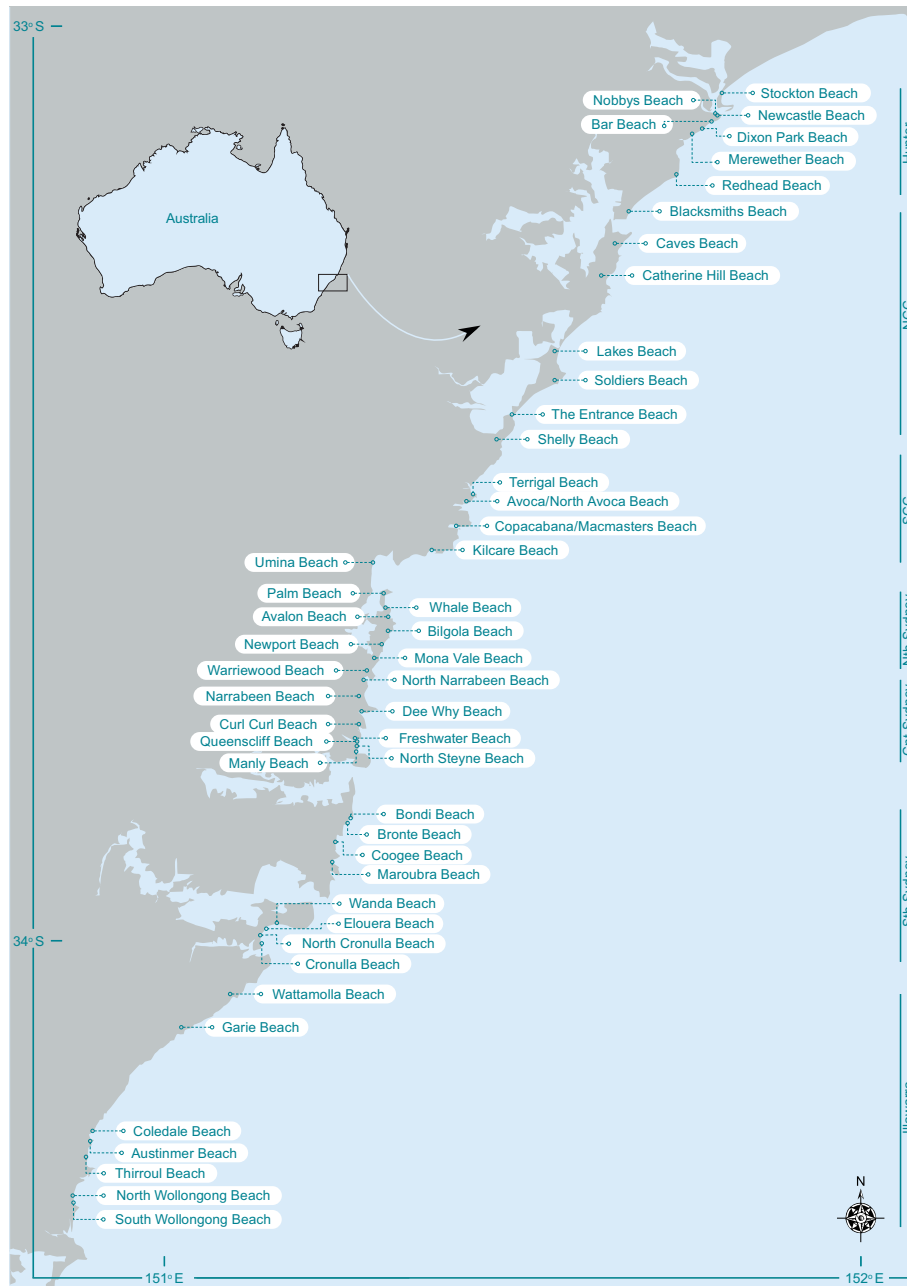 33°S
Stockton Beach
Nobbys Beach
Newcastle Beach
Bar Beach
Dixon Park Beach
Merewether Beach
Redhead Beach
Blacksmiths Beach
Australia
Caves Beach
Catherine Hill Beach
Lakes Beach
Soldiers Beach
The Entrance Beach
Shelly Beach
Terrigal Beach
Avoca/North Avoca Beach
Copacabana/Macmasters Beach
Kilcare Beach
Umina Beach
Palm Beach
Whale Beach
Avalon Beach
Bilgola Beach
Newport Beach
Mona Vale Beach
Warriewood Beach
North Narrabeen Beach
Narrabeen Beach
Dee Why Beach
Curl Curl Beach
Freshwater Beach
Queenscliff Beach
North Steyne Beach
Manly Beach
Bondi Beach
Bronte Beach
Coogee Beach
Maroubra Beach
Wanda Beach
Elouera Beach
34°S
North Cronulla Beach
Cronulla Beach
Wattamolla Beach
Garie Beach
Coledale Beach
Austinmer Beach
Thirroul Beach
North Wollongong Beach
South Wollongong Beach
N
151°E
152°E